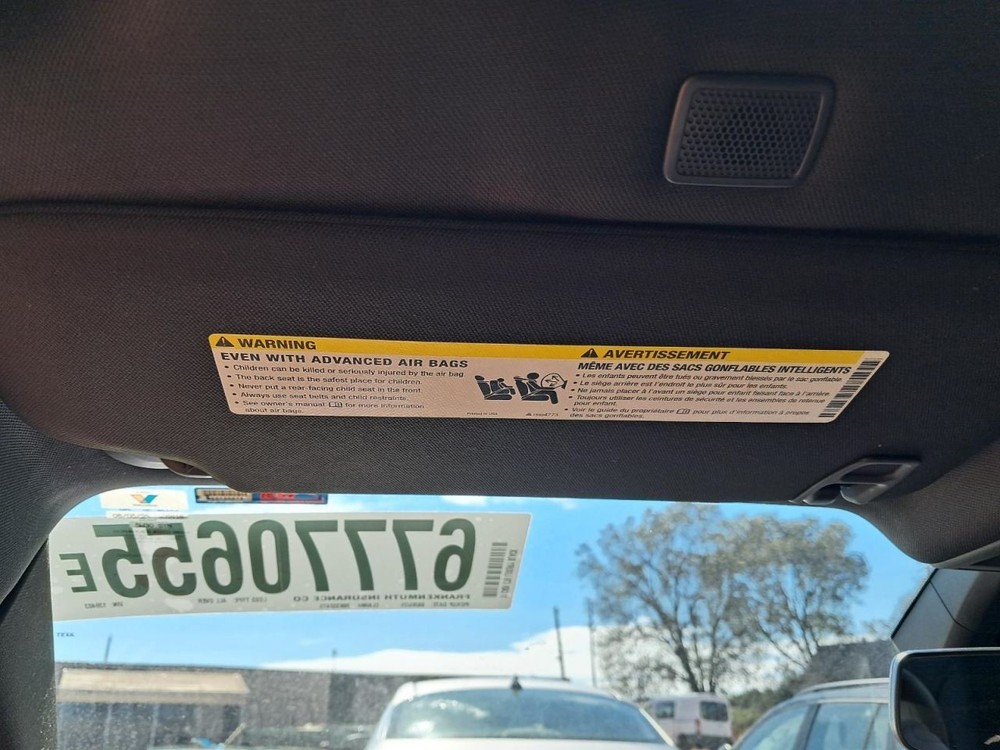 WARNING
EVEN WITH ADVANCED AIR BAGS
• Children can be killed or seriously injured by the air bag
• The back seat is the safest place for children
• Never put a rear-facing child seat in the front
• Always use seat belts and child restraints
• See owner's manual for more information
about air bags
AVERTISSEMENT
MÊME AVEC DES SACS GONFLABLES INTELLIGENTS
• Les enfants peuvent être tués ou gravement blessés par le sac gonflable
• Le siège arrière est l'endroit le plus sûr pour les enfants.
• Ne jamais placer à l'avant un siège pour enfant faisant face à l'arrière
• Toujours utiliser les ceintures de sécurité et les ensembles de retenue
pour enfant.
• Voir le guide du propriétaire pour plus d'information à propos
des sacs gonflables.
67770655E
FRANKENMUTH INSURANCE CO